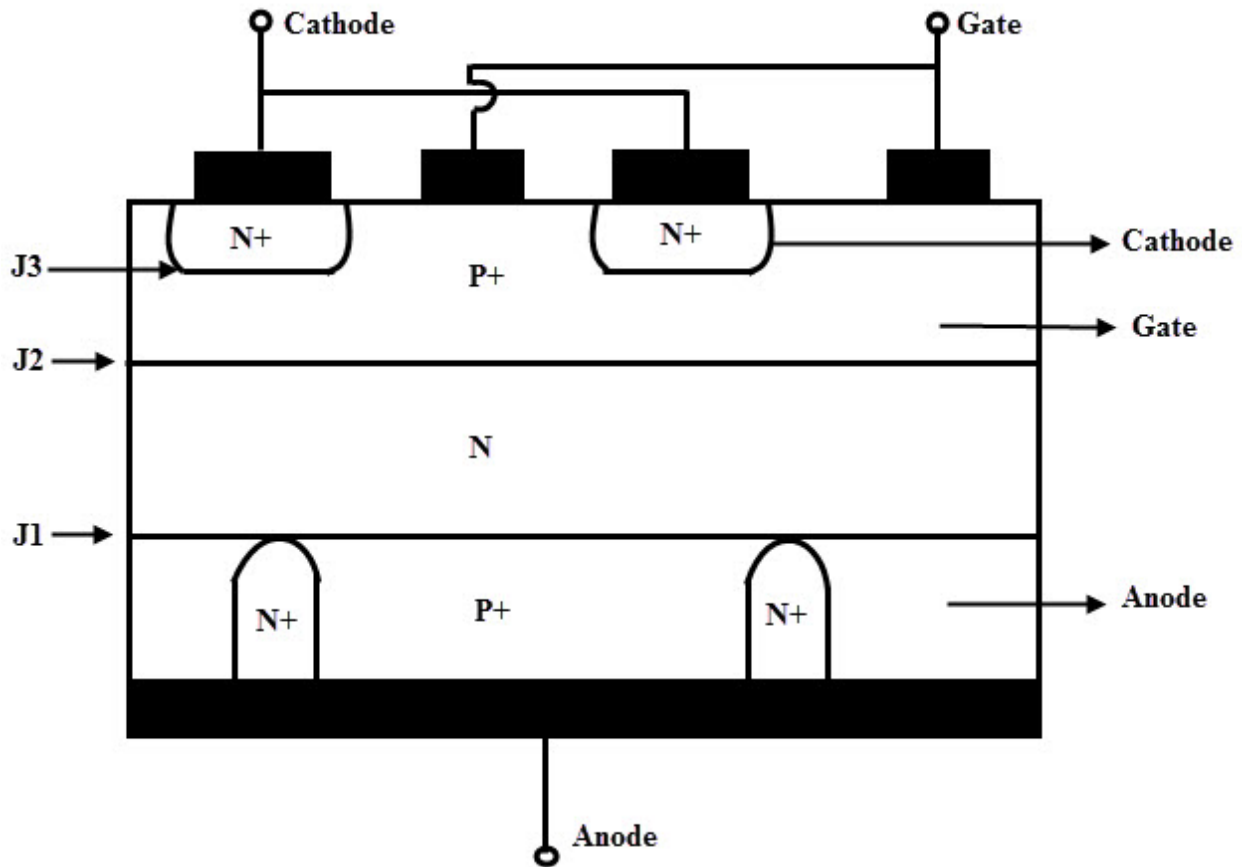 Cathode
Gate
N+
N+
Cathode
J3
P+
Gate
J2
N
J1
N+
P+
N+
Anode
Anode